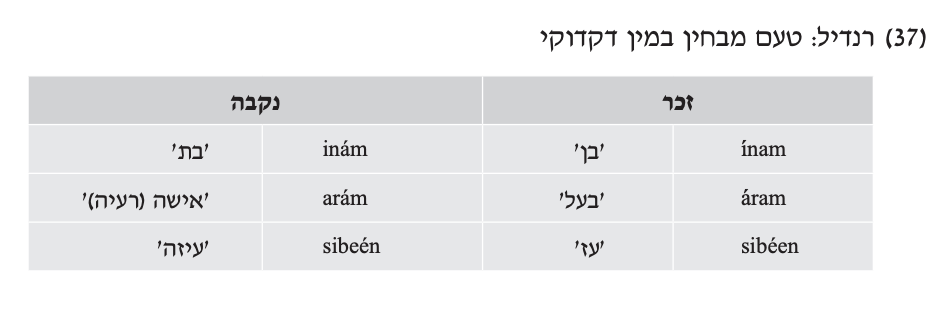 (37) רנדיל: טעם מבחין במין דקדוקי
זכר נקבה
ínam 'בן' inám 'בת'
áram 'בעל' arám 'אישה (רעיה)'
sibéen 'עז' sibeén 'עיזה'